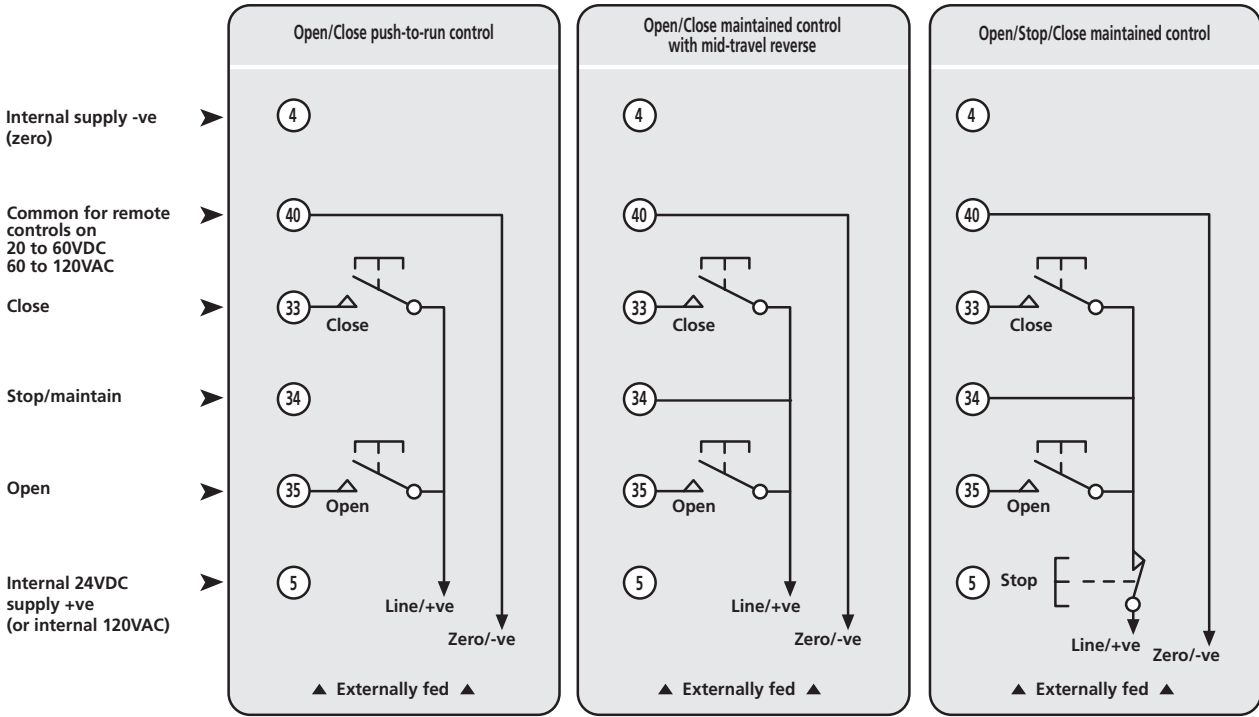 Open/Close push-to-run control
Open/Close maintained control
with mid-travel reverse
Open/Stop/Close maintained control
Internal supply -ve
(zero)
4
4
4
Common for remote
controls on
20 to 60VDC
60 to 120VAC
40
40
40
Close
33
Close
33
Close
33
Close
Stop/maintain
34
34
34
Open
35
Open
35
Open
35
Open
Internal 24VDC
supply +ve
(or internal 120VAC)
5
Line/+ve
Zero/-ve
5
Line/+ve
Zero/-ve
5
Stop
Line/+ve
Zero/-ve
▲ Externally fed ▲
▲ Externally fed ▲
▲ Externally fed ▲